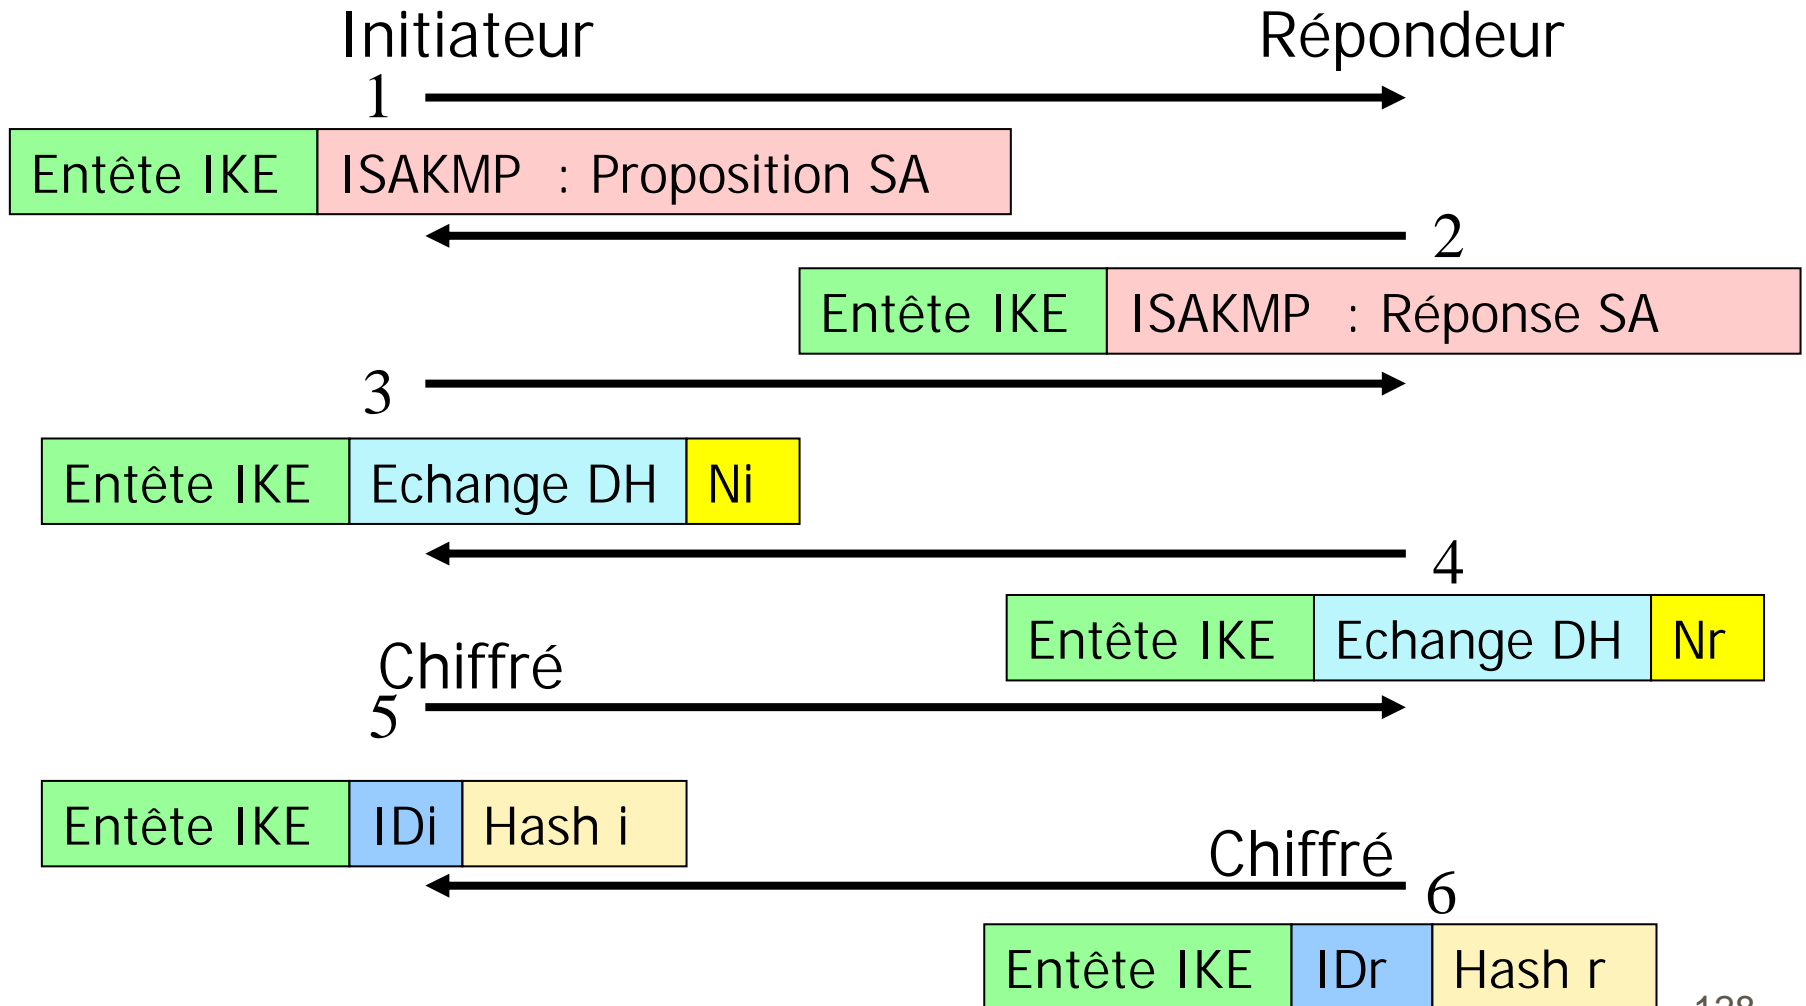 Initiateur Répondeur
1
Entête IKE ISAKMP : Proposition SA
2
Entête IKE ISAKMP : Réponse SA
3
Entête IKE Echange DH Ni
4
Entête IKE Echange DH Nr
Chiffré
5
Entête IKE IDi Hash i
Chiffré
6
Entête IKE IDr Hash r